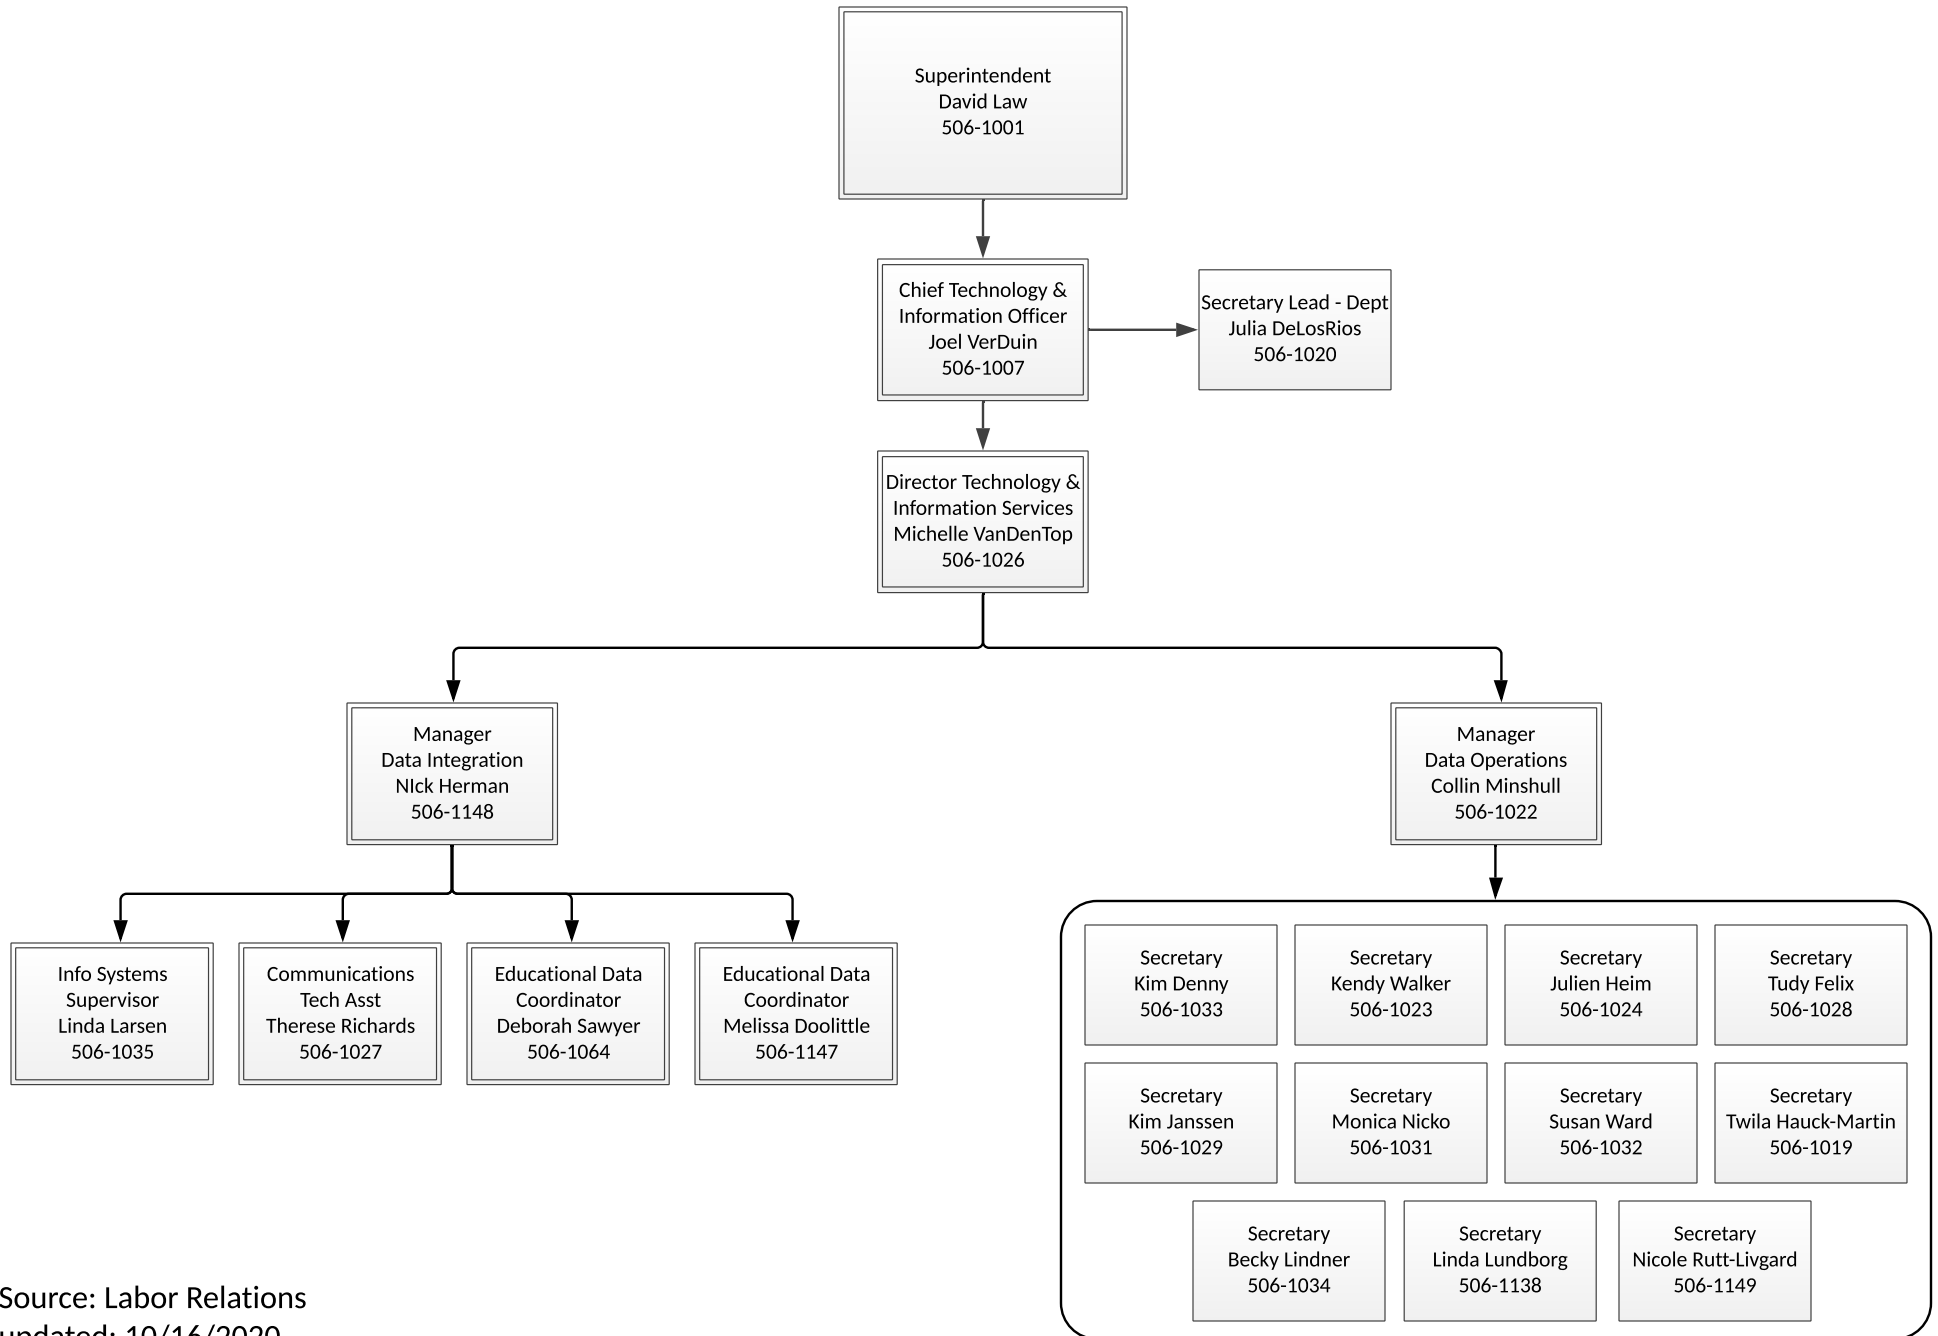 Superintendent
David Law
506-1001
Chief Technology &
Information Officer
Joel VerDuin
506-1007
Secretary Lead - Dept
Julia DeLosRios
506-1020
Director Technology &
Information Services
Michelle VanDenTop
506-1026
Manager
Data Integration
NIck Herman
506-1148
Manager
Data Operations
Collin Minshull
506-1022
Info Systems
Supervisor
Linda Larsen
506-1035
Communications
Tech Asst
Therese Richards
506-1027
Educational Data
Coordinator
Deborah Sawyer
506-1064
Educational Data
Coordinator
Melissa Doolittle
506-1147
Secretary
Kim Denny
506-1033
Secretary
Kendy Walker
506-1023
Secretary
Julien Heim
506-1024
Secretary
Tudy Felix
506-1028
Secretary
Kim Janssen
506-1029
Secretary
Monica Nicko
506-1031
Secretary
Susan Ward
506-1032
Secretary
Twila Hauck-Martin
506-1019
Secretary
Becky Lindner
506-1034
Secretary
Linda Lundborg
506-1138
Secretary
Nicole Rutt-Livgard
506-1149
Source: Labor Relations
updated: 10/16/2020